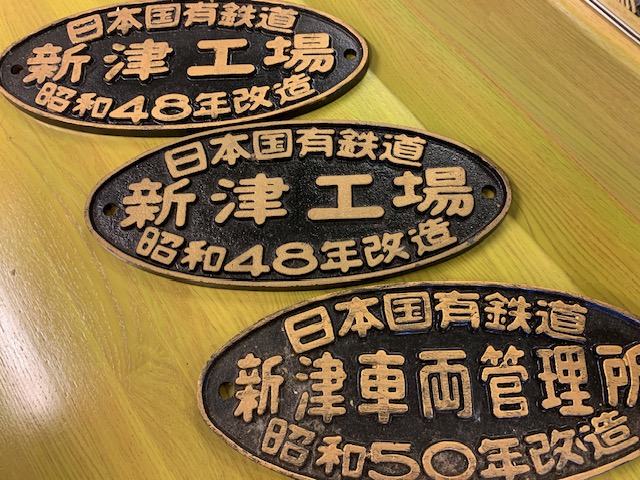 日本国有鉄道
新津工場
昭和48年改造
日本国有鉄道
新津工場
昭和48年改造
日本国有鉄道
新津車両管理所
昭和50年改造